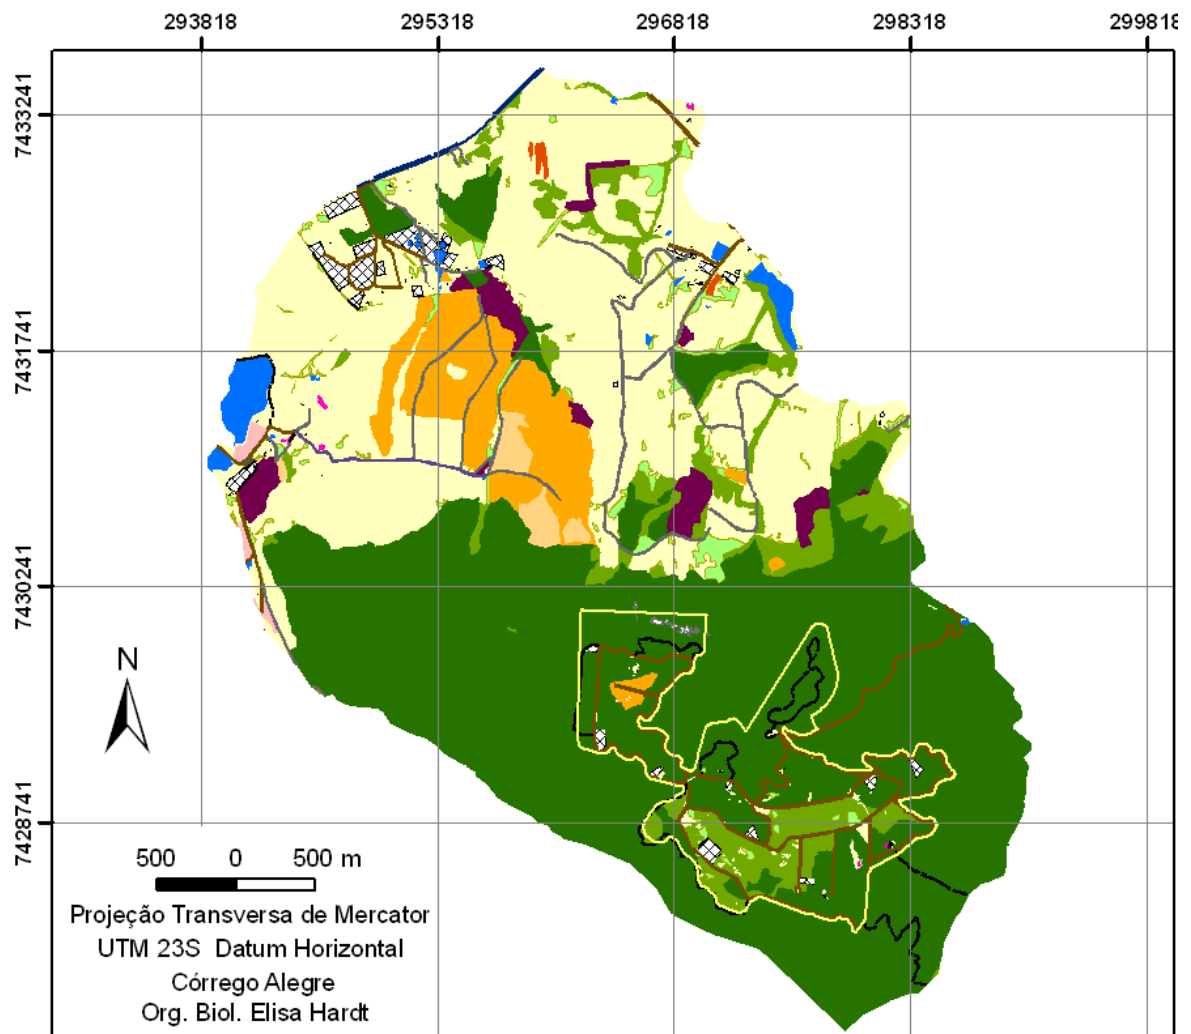 293818 295318 296818 298318 299818
7433241
7431741
7430241
7428741
N
500 0 500 m
Projeção Transversa de Mercator
UTM 23S Datum Horizontal
Córrego Alegre
Org. Biol. Elisa Hardt